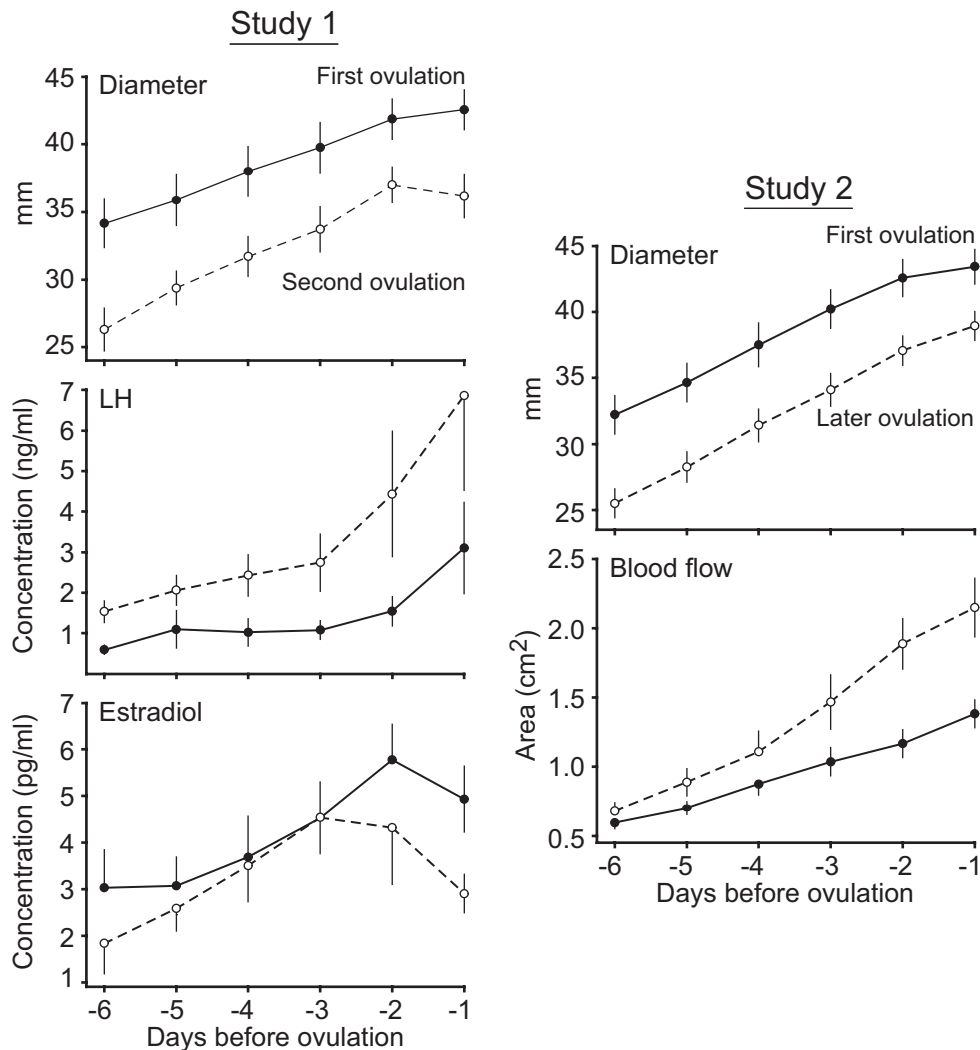 Study 1
Diameter
First ovulation
Second ovulation
mm
45
40
35
30
25
LH
Concentration (ng/ml)
7
6
5
4
3
2
1
Estradiol
Concentration (pg/ml)
7
6
5
4
3
2
1
-6 -5 -4 -3 -2 -1
Days before ovulation
Study 2
Diameter
First ovulation
Later ovulation
mm
45
40
35
30
25
Blood flow
Area (cm²)
2.5
2.0
1.5
1.0
0.5
-6 -5 -4 -3 -2 -1
Days before ovulation